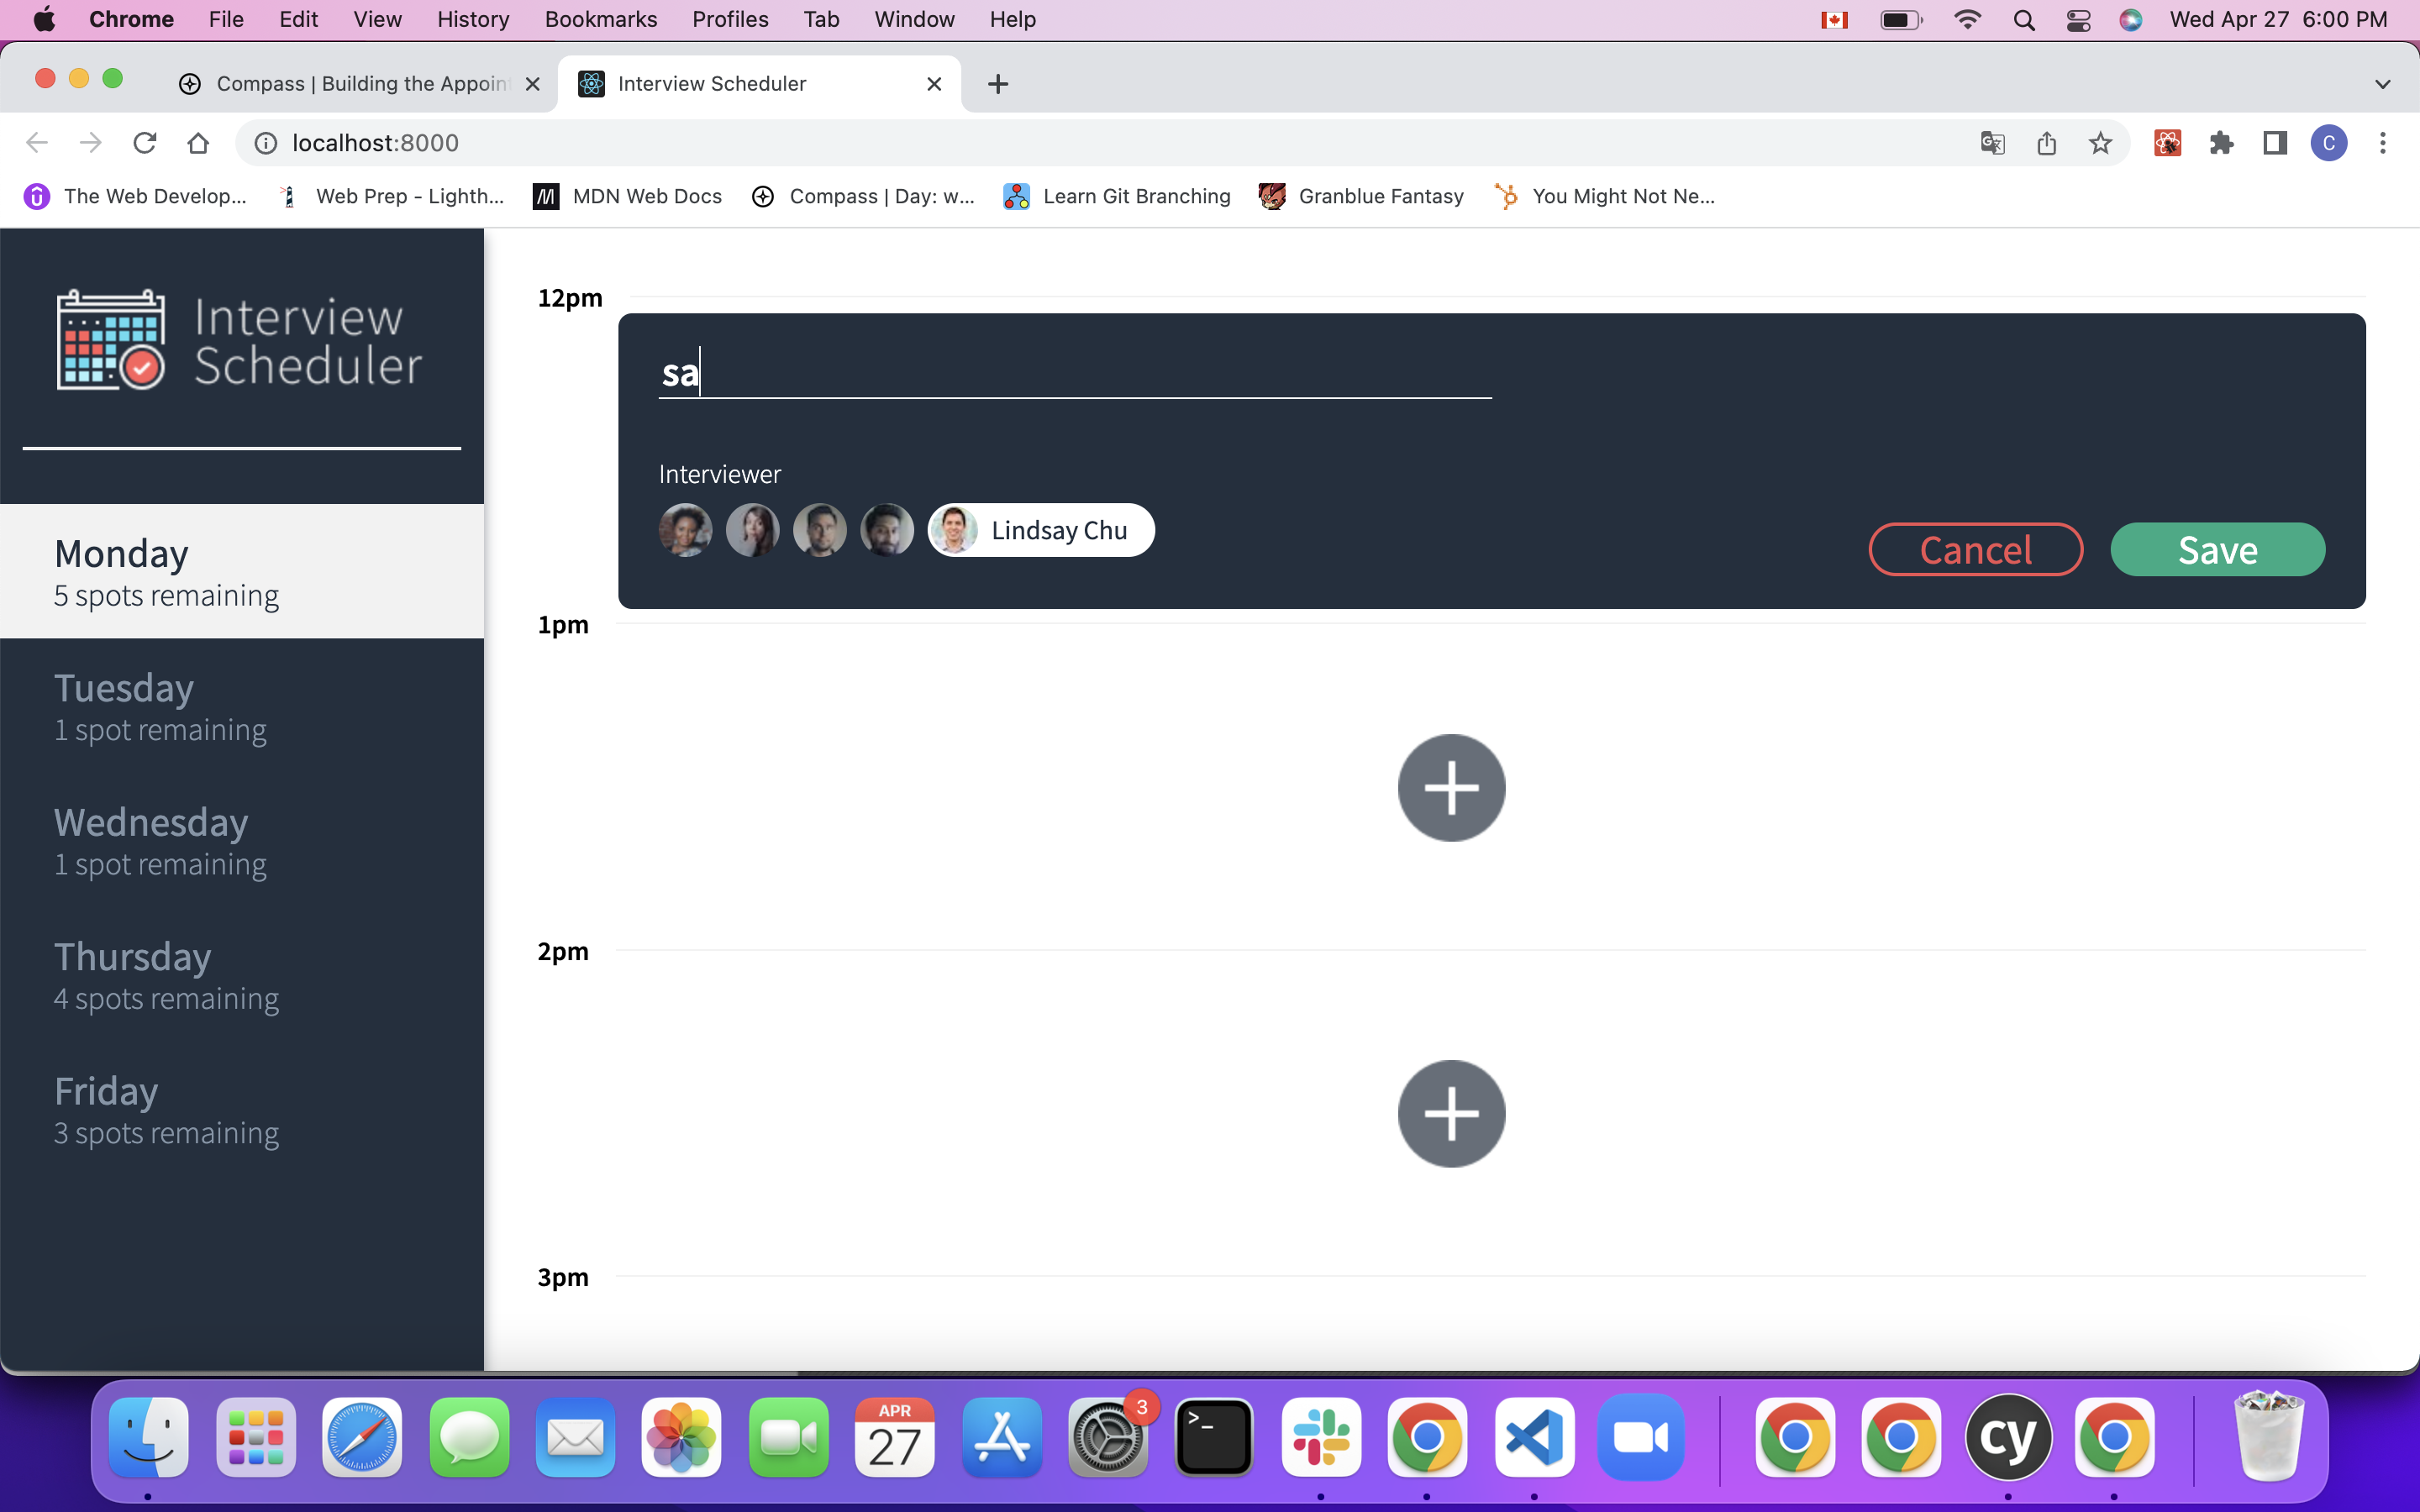 Chrome File Edit View History Bookmarks Profiles Tab Window Help Wed Apr 27 6:00 PM
Compass | Building the Appoin Interview Scheduler
localhost:8000 C
The Web Develop... Web Prep - Lighth... MDN Web Docs Compass | Day: w... Learn Git Branching Granblue Fantasy You Might Not Ne...
Interview
Scheduler
Monday
5 spots remaining
Tuesday
1 spot remaining
Wednesday
1 spot remaining
Thursday
4 spots remaining
Friday
3 spots remaining
12pm
sa
Interviewer
Lindsay Chu
Cancel Save
1pm
2pm
3pm
APR
27
3
>_
cy